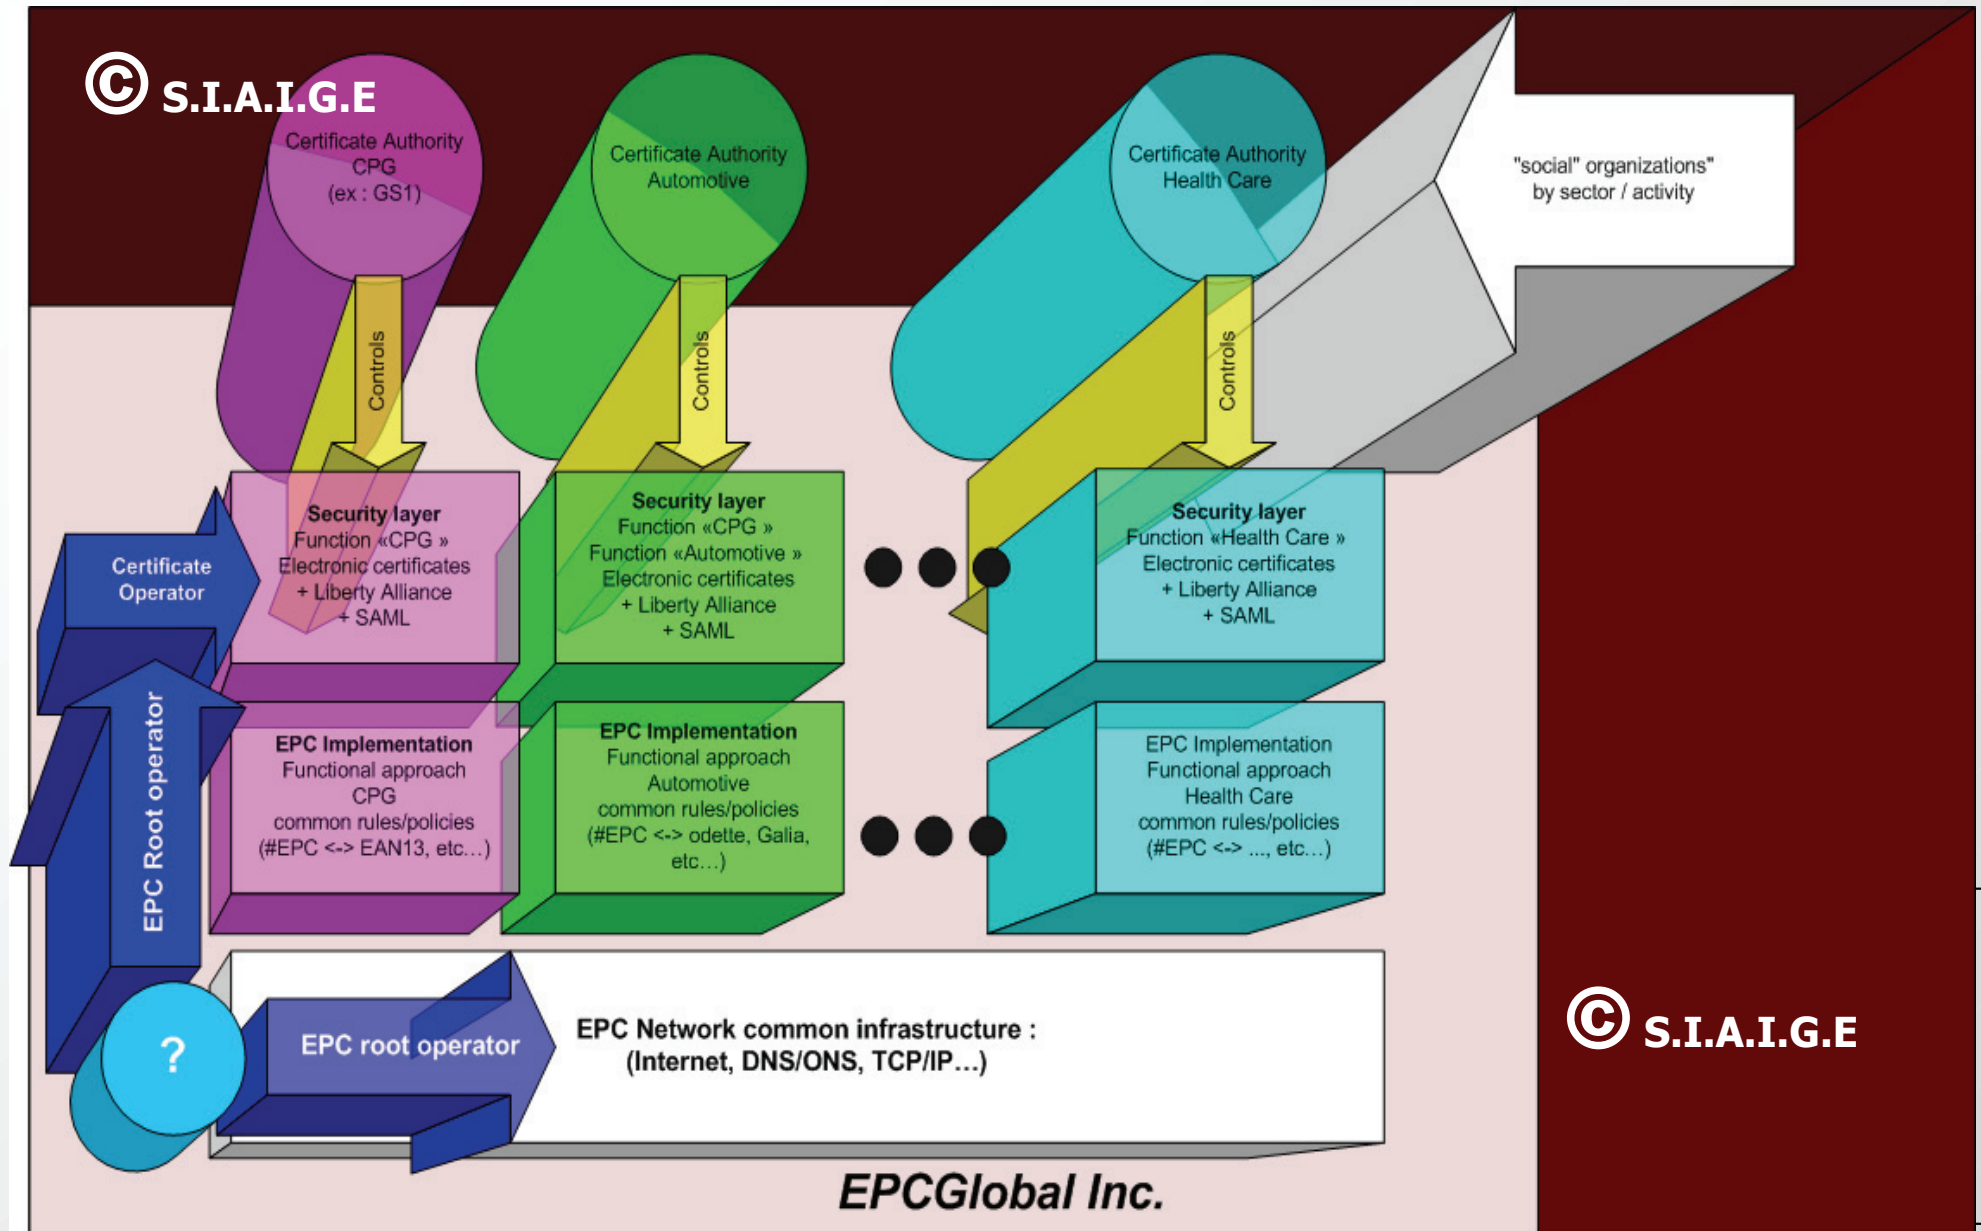 © S.I.A.I.G.E
Certificate Authority
CPG
(ex : GS1)
Certificate Authority
Automotive
Certificate Authority
Health Care
"social" organizations"
by sector / activity
Controls
Controls
Controls
Certificate
Operator
Security layer
Function «CPG »
Electronic certificates
+ Liberty Alliance
+ SAML
Security layer
Function «CPG »
Function «Automotive »
Electronic certificates
+ Liberty Alliance
+ SAML
Security layer
Function «Health Care »
Electronic certificates
+ Liberty Alliance
+ SAML
EPC Root operator
EPC Implementation
Functional approach
CPG
common rules/policies
(#EPC <-> EAN13, etc…)
EPC Implementation
Functional approach
Automotive
common rules/policies
(#EPC <-> odette, Galia,
etc…)
EPC Implementation
Functional approach
Health Care
common rules/policies
(#EPC <-> ..., etc…)
?
EPC root operator
EPC Network common infrastructure :
(Internet, DNS/ONS, TCP/IP…)
© S.I.A.I.G.E
EPCGlobal Inc.